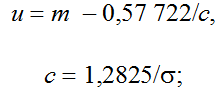 u = m − 0,57 722/c,
c = 1,2825/σ;